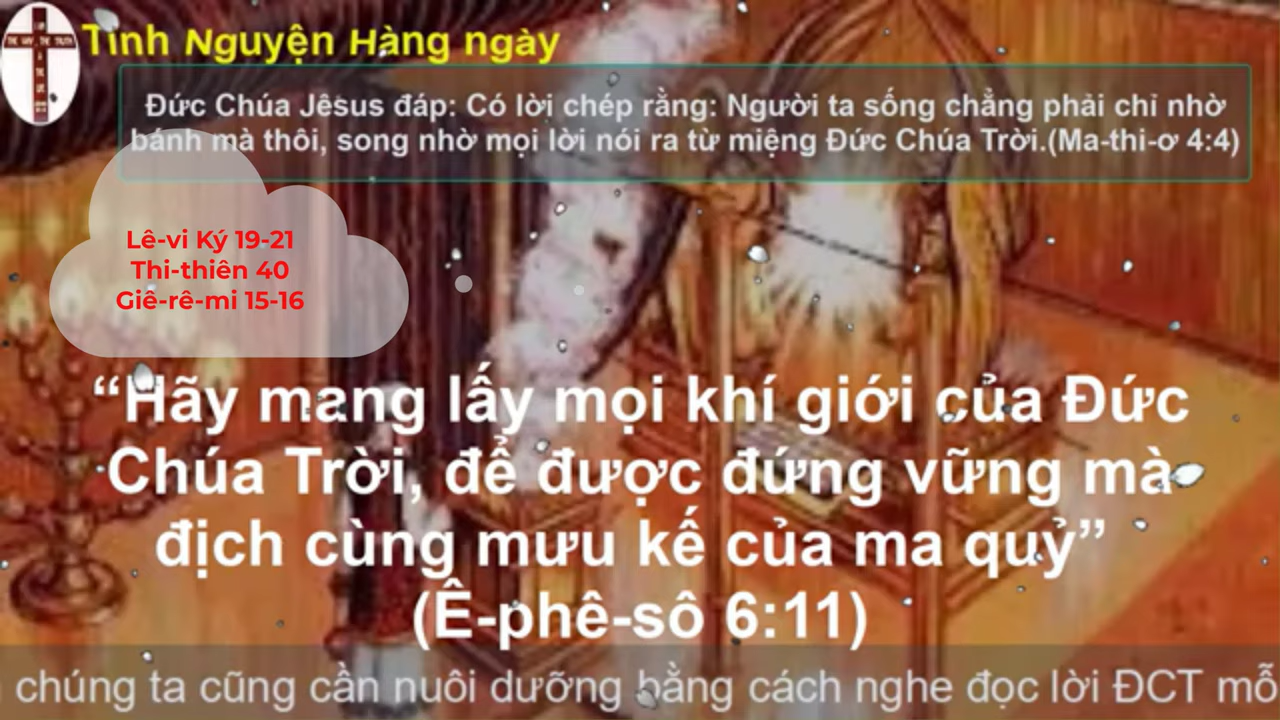 Tình Nguyện Hàng ngày
Đức Chúa Jêsus đáp: Có lời chép rằng: Người ta sống chẳng phải chỉ nhờ
bánh mà thôi, song nhờ mọi lời nói ra từ miệng Đức Chúa Trời.(Ma-thi-ơ 4:4)
Lê-vi Ký 19-21
Thi-thiên 40
Giê-rê-mi 15-16
“Hãy mang lấy mọi khí giới của Đức
Chúa Trời, để được đứng vững mà
địch cùng mưu kế của ma quỷ”
(Ê-phê-sô 6:11)
chúng ta cũng cần nuôi dưỡng bằng cách nghe đọc lời ĐCT mỗ